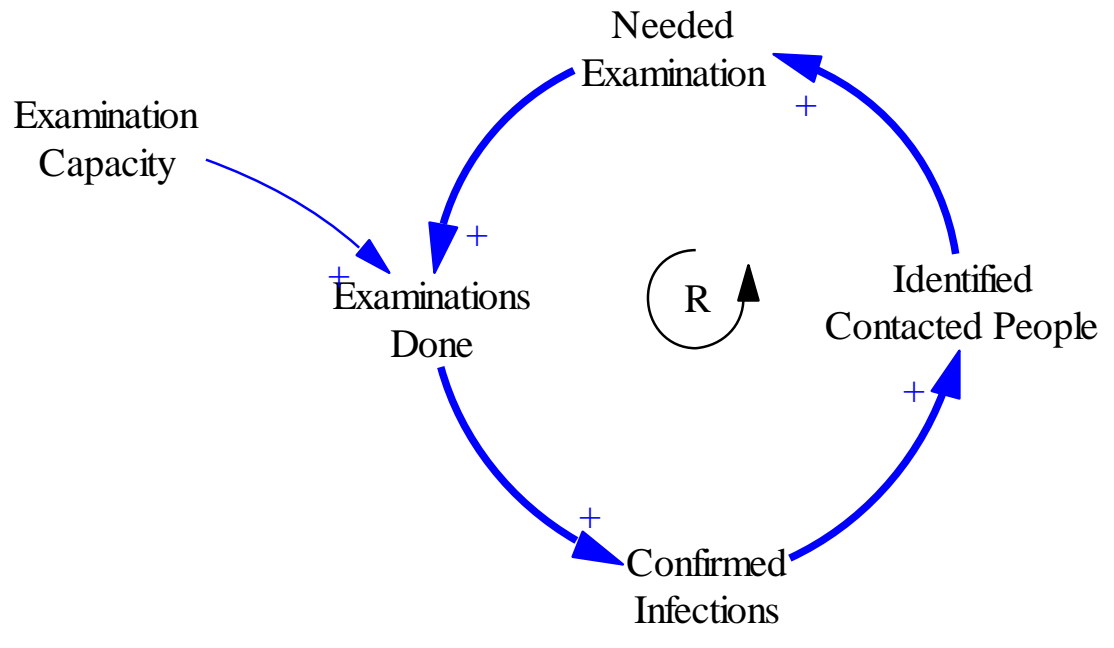 Needed
Examination
+
Examination
Capacity
+
+
Examinations
Done
R
Identified
Contacted People
+
+
Confirmed
Infections